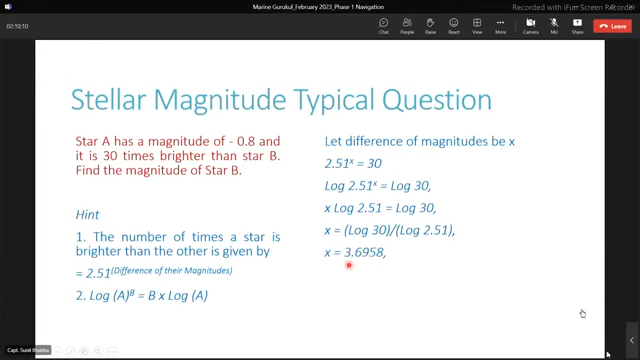 Marine Gurukul_February 2023_Phase 1 Navigation
Recorded with iFun Screen Recorder
02:10:10
Chat
People
Raise
React
View
More
Camera
Mic
Share
Leave
Stellar Magnitude Typical Question
Star A has a magnitude of - 0.8 and
it is 30 times brighter than star B.
Find the magnitude of Star B.
Hint
1. The number of times a star is
brighter than the other is given by
= 2.51^(Difference of their Magnitudes)
2. Log (A)^B = B x Log (A)
Let difference of magnitudes be x
2.51^x = 30
Log 2.51^x = Log 30,
x Log 2.51 = Log 30,
x = (Log 30)/(Log 2.51),
x = 3.6958,
Capt. Sunil Bhabha